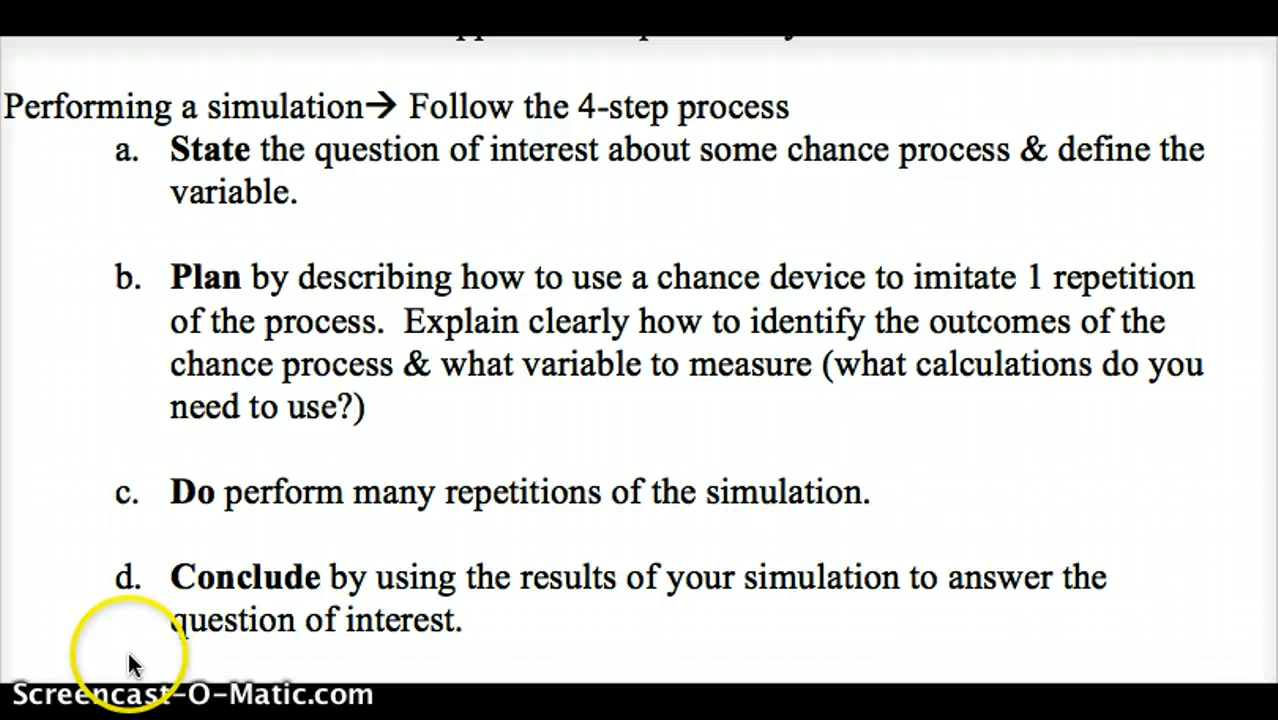 Performing a simulation→ Follow the 4-step process
a. State the question of interest about some chance process & define the
variable.
b. Plan by describing how to use a chance device to imitate 1 repetition
of the process. Explain clearly how to identify the outcomes of the
chance process & what variable to measure (what calculations do you
need to use?)
c. Do perform many repetitions of the simulation.
d. Conclude by using the results of your simulation to answer the
question of interest.
Screencast-O-Matic.com